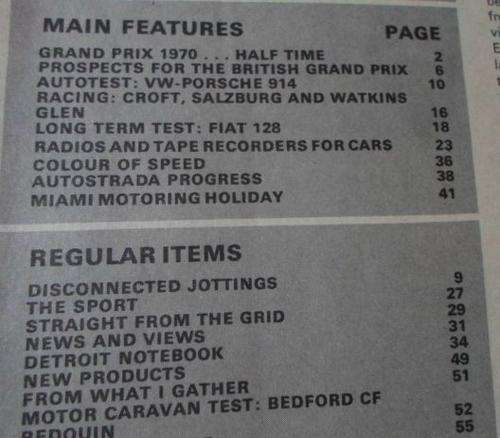 MAIN FEATURES PAGE
GRAND PRIX 1970 . . . HALF TIME 2
PROSPECTS FOR THE BRITISH GRAND PRIX 6
AUTOTEST: VW-PORSCHE 914 10
RACING: CROFT, SALZBURG AND WATKINS
GLEN 16
LONG TERM TEST: FIAT 128 18
RADIOS AND TAPE RECORDERS FOR CARS 23
COLOUR OF SPEED 36
AUTOSTRADA PROGRESS 38
MIAMI MOTORING HOLIDAY 41
REGULAR ITEMS
DISCONNECTED JOTTINGS 9
THE SPORT 27
STRAIGHT FROM THE GRID 29
NEWS AND VIEWS 31
DETROIT NOTEBOOK 34
NEW PRODUCTS 49
FROM WHAT I GATHER 51
MOTOR CARAVAN TEST: BEDFORD CF
BEDOUIN 52
55